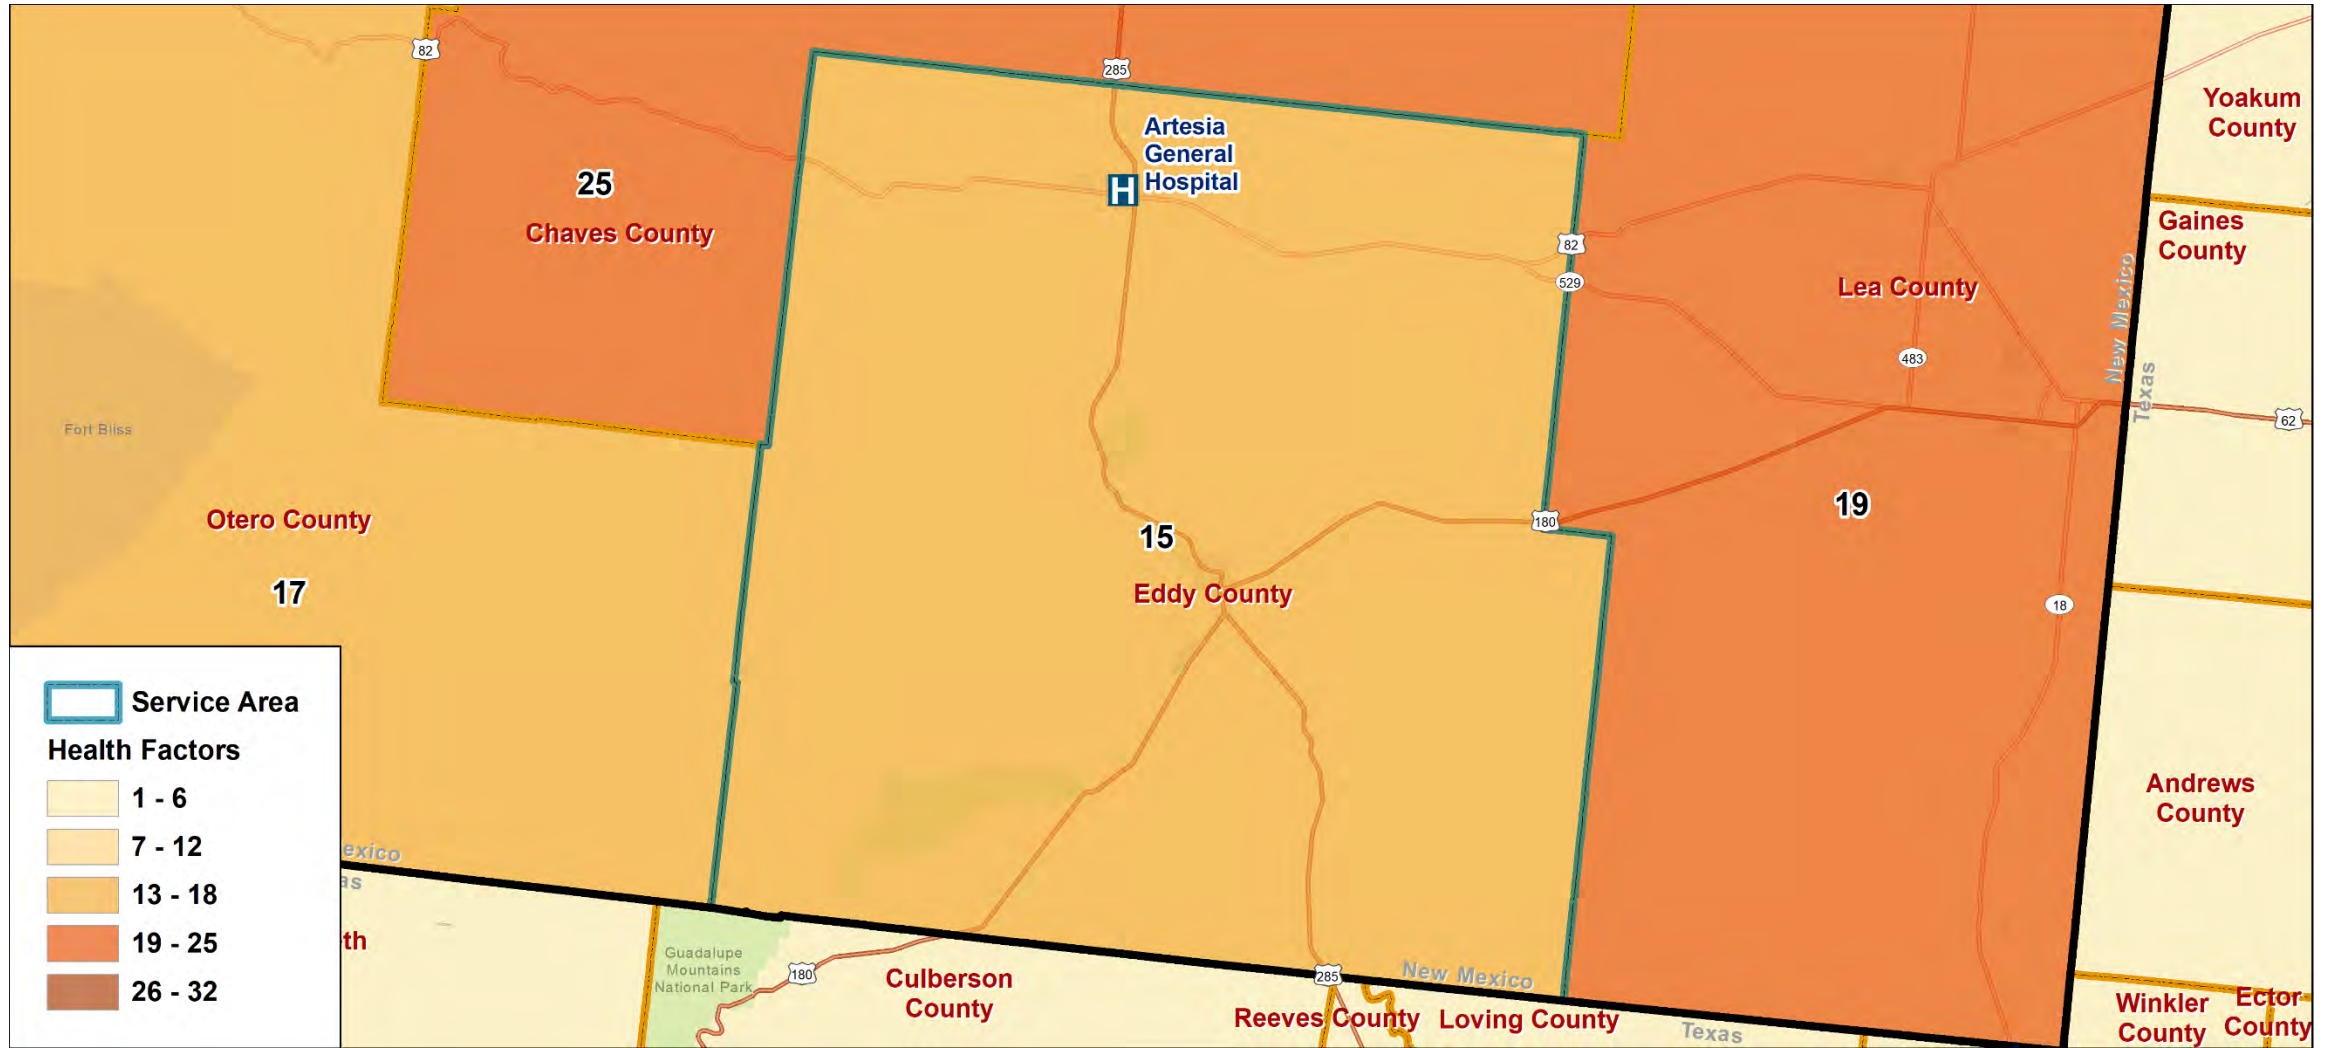 82
285
Yoakum
County
Artesia
General
Hospital
H
25
Chaves County
Gaines
County
82
529
Lea County
New Mexico
Texas
483
62
Fort Bliss
Otero County
17
15
Eddy County
180
19
18
Service Area
Health Factors
1 - 6
7 - 12
13 - 18
19 - 25
26 - 32
exico
as
th
Andrews
County
Guadalupe
Mountains
National Park
180
Culberson
County
285
New Mexico
Reeves County
Loving County
Texas
Winkler
County
Ector
County